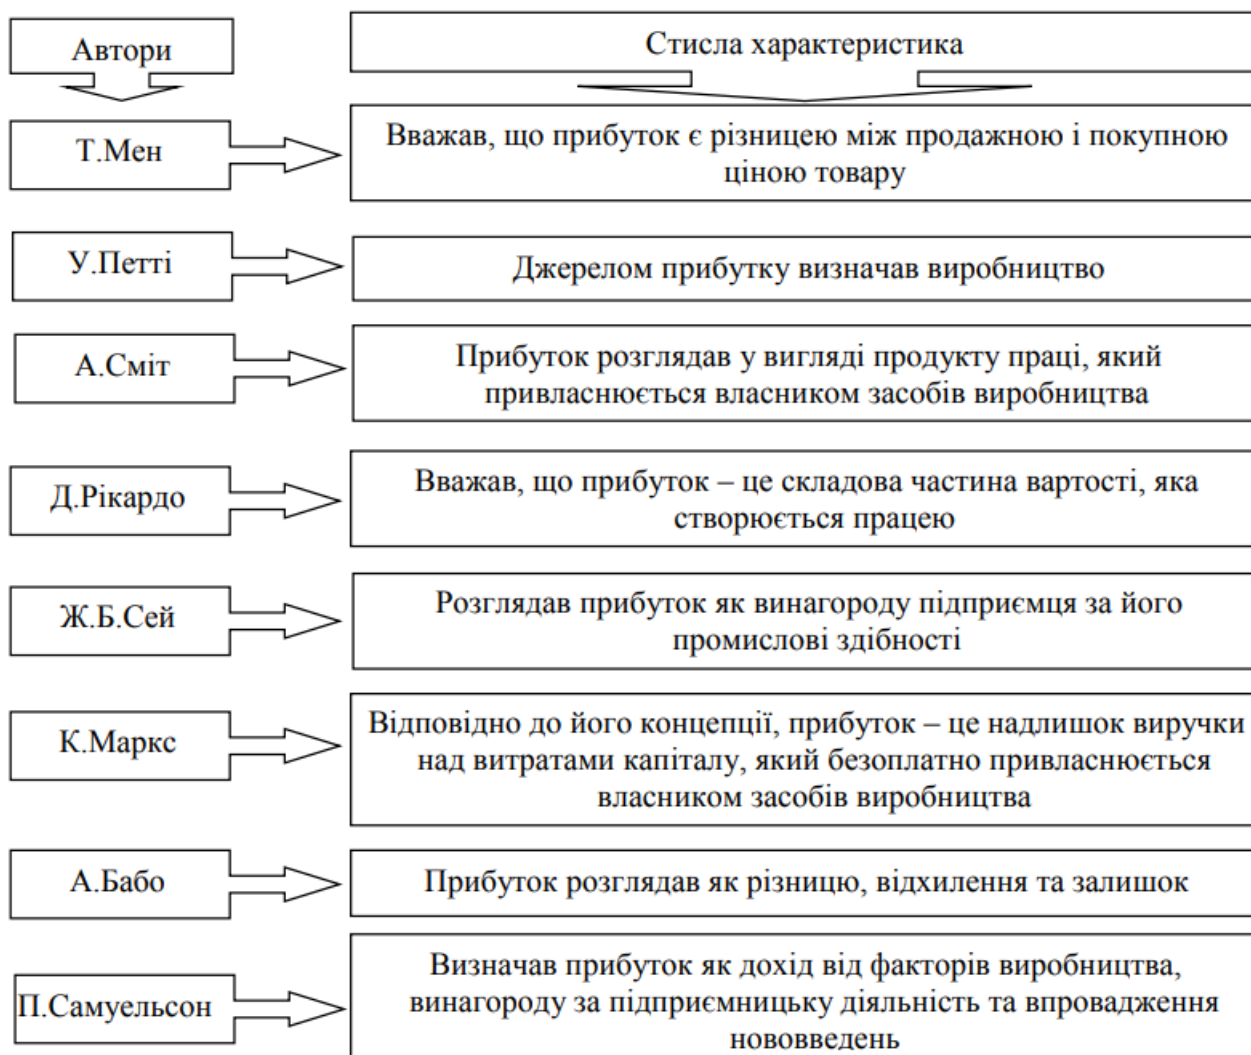 Автори
Стисла характеристика
Т.Мен
Вважав, що прибуток є різницею між продажною і покупною
ціною товару
У.Петті
Джерелом прибутку визначав виробництво
А.Сміт
Прибуток розглядав у вигляді продукту праці, який
привласнюється власником засобів виробництва
Д.Рікардо
Вважав, що прибуток – це складова частина вартості, яка
створюється працею
Ж.Б.Сей
Розглядав прибуток як винагороду підприємця за його
промислові здібності
К.Маркс
Відповідно до його концепції, прибуток – це надлишок виручки
над витратами капіталу, який безоплатно привласнюється
власником засобів виробництва
А.Бабо
Прибуток розглядав як різницю, відхилення та залишок
П.Самуельсон
Визначав прибуток як дохід від факторів виробництва,
винагороду за підприємницьку діяльність та впровадження
нововведень